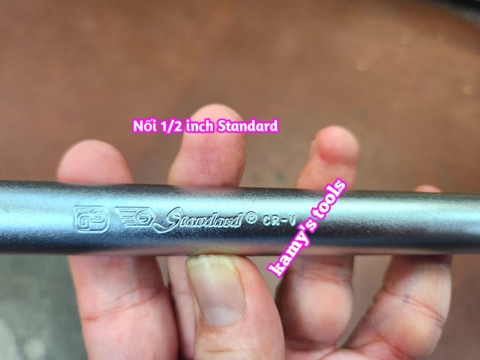 Nối 1/2 inch Standard
Standard® CR-V
kamy's tools